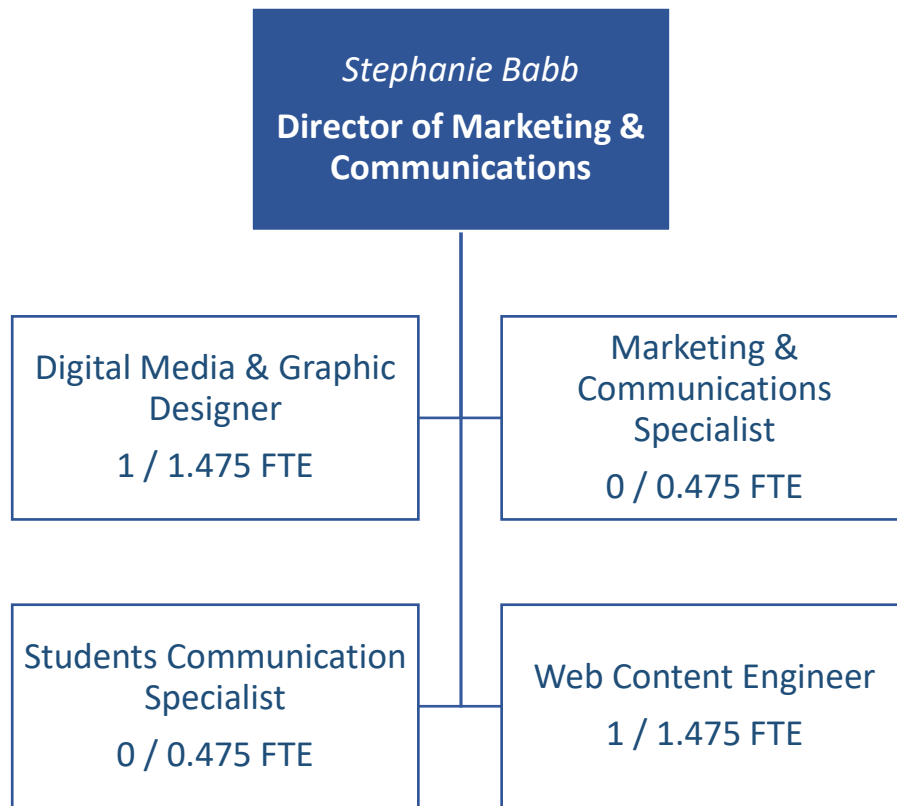 Stephanie Babb
Director of Marketing &
Communications
Digital Media & Graphic
Designer
1 / 1.475 FTE
Marketing &
Communications
Specialist
0 / 0.475 FTE
Students Communication
Specialist
0 / 0.475 FTE
Web Content Engineer
1 / 1.475 FTE